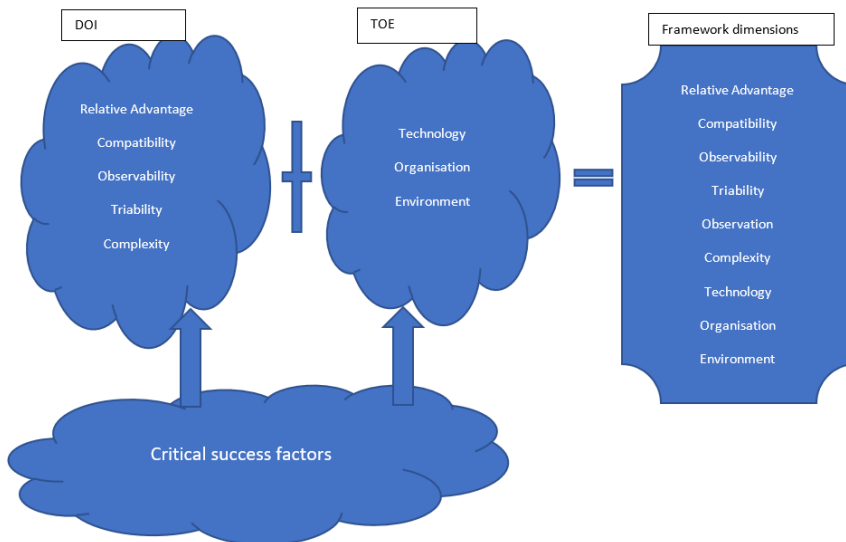 DOI
Relative Advantage
Compatibility
Observability
Triability
Complexity
TOE
Technology
Organisation
Environment
Framework dimensions
Relative Advantage
Compatibility
Observability
Triability
Observation
Complexity
Technology
Organisation
Environment
Critical success factors